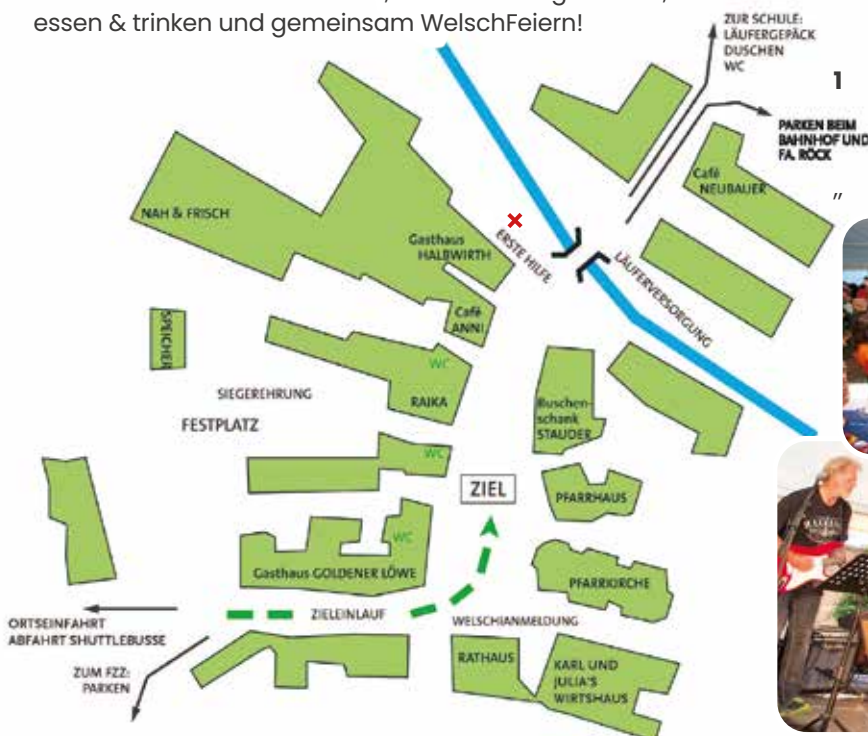 essen & trinken und gemeinsam WelschFeiern!
ZUR SCHULE:
LÄUFERGEPÄCK
DUSCHEN
WC
1
PARKEN BEIM
BAHNHOF UND
FA. RÖCK
Café
NEUBAUER
"
NAH & FRISCH
Gasthaus
HALBWIRTH
ERSTE HILFE
LÄUFERVERSORGUNG
Café
ANNI
SPEICHER
WC
SIEGEREHRUNG
RAIKA
FESTPLATZ
Buschen-
schank
STAUDER
WC
ZIEL
PFARRHAUS
WC
Gasthaus GOLDENER LÖWE
PFARRKIRCHE
ZIELEINLAUF
WELSCHIANMELDUNG
ORTSEINFAHRT
ABFAHRT SHUTTLEBUSSE
RATHAUS
KARL UND
JULIA'S
WIRTSHAUS
ZUM FZZ:
PARKEN